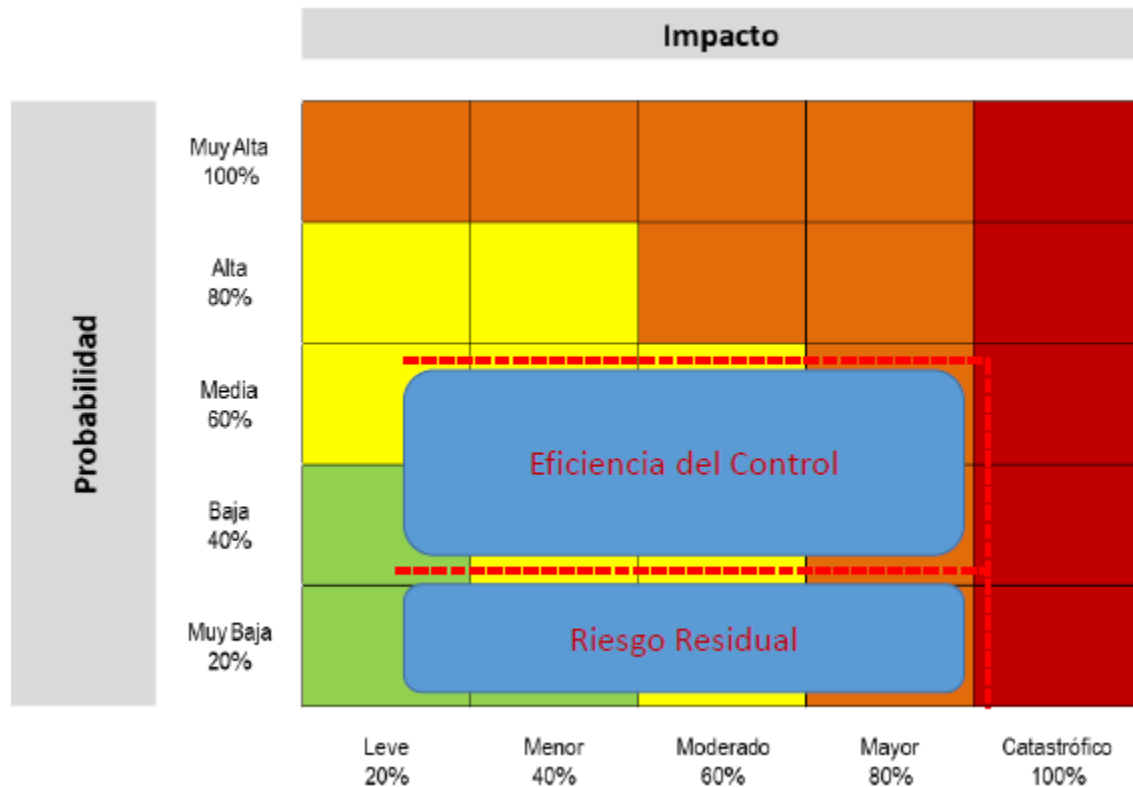 Impacto
Probabilidad
Muy Alta
100%
Alta
80%
Media
60%
Baja
40%
Muy Baja
20%
Eficiencia del Control
Riesgo Residual
Leve
20%
Menor
40%
Moderado
60%
Mayor
80%
Catastrófico
100%